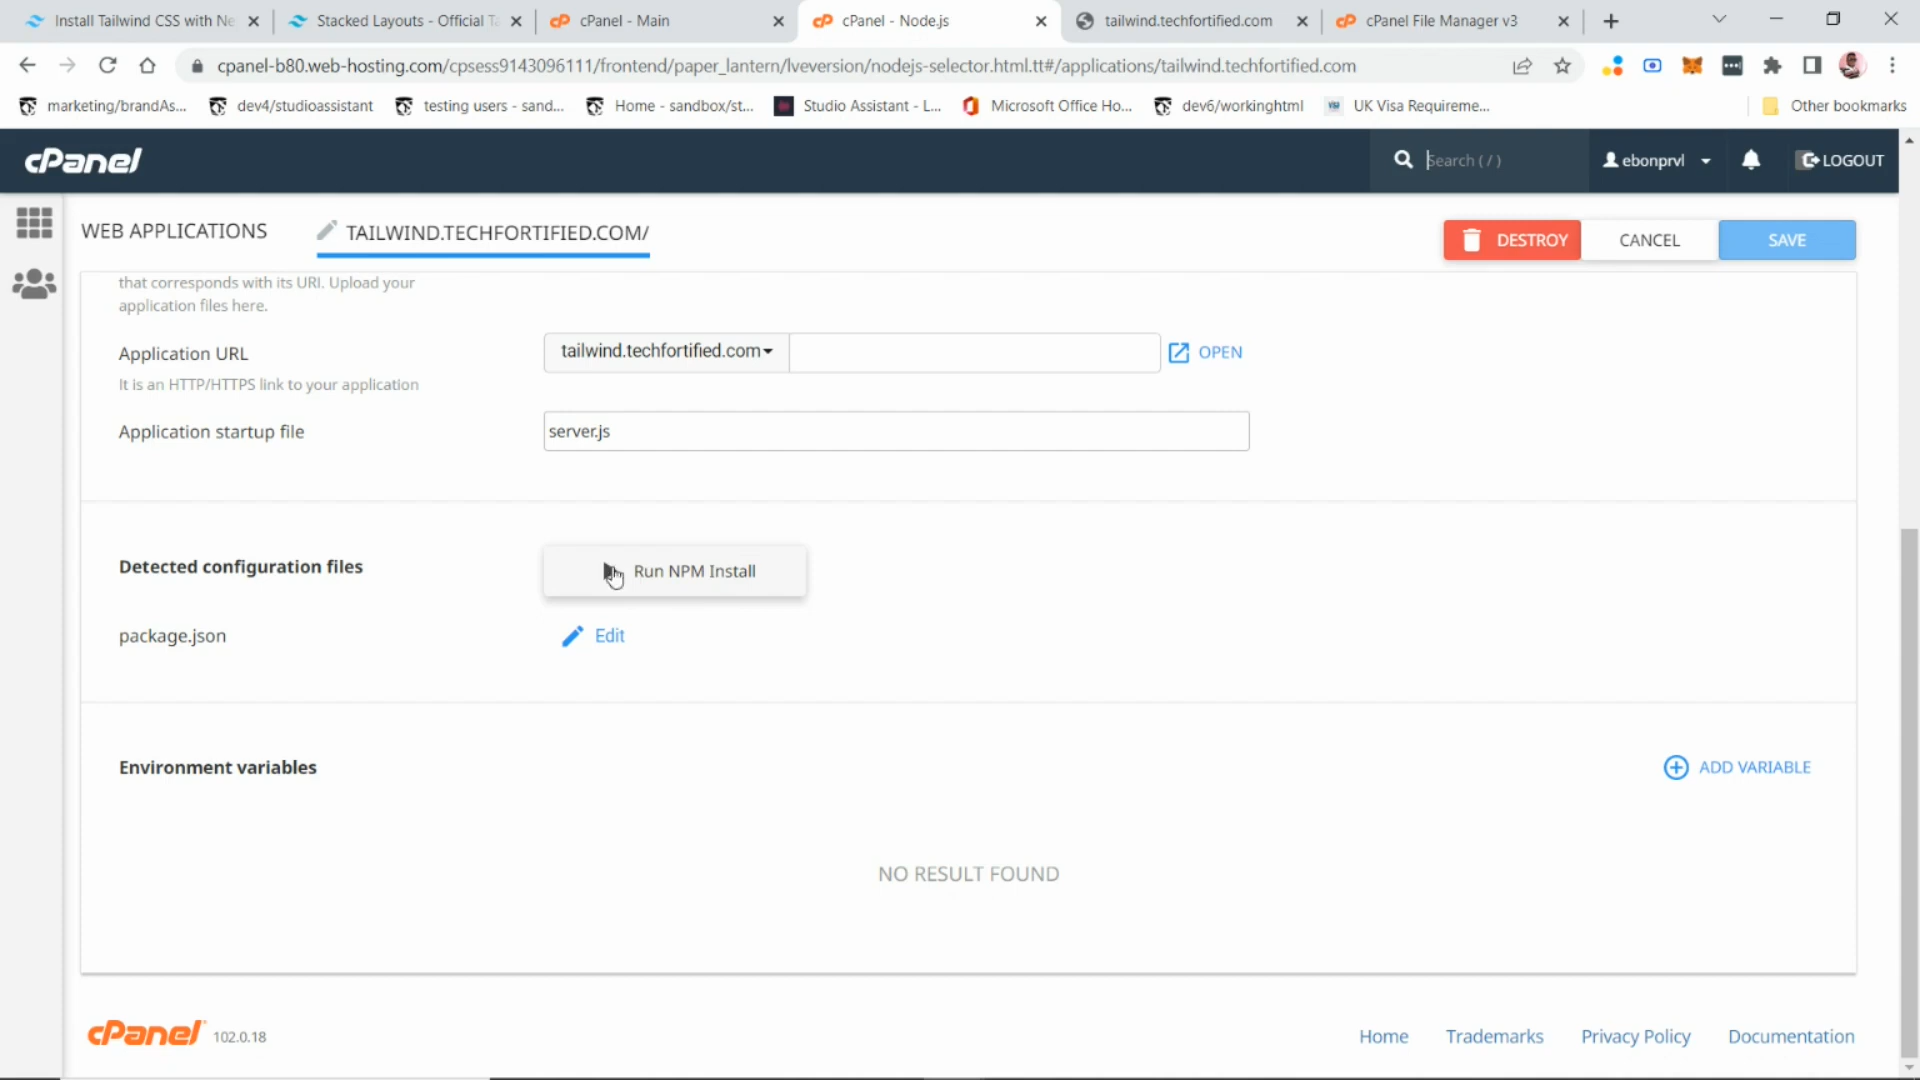 Install Tailwind CSS with Ne
Stacked Layouts - Official Ta
cPanel - Main
cPanel - Node.js
tailwind.techfortified.com
cPanel File Manager v3
cpanel-b80.web-hosting.com/cpsess9143096111/frontend/paper_lantern/lveversion/nodejs-selector.html.tt#/applications/tailwind.techfortified.com
marketing/brandAs...
dev4/studioassistant
testing users - sand...
Home - sandbox/st...
Studio Assistant - L...
Microsoft Office Ho...
dev6/workinghtml
UK Visa Requireme...
Other bookmarks
cPanel
Search ( / )
ebonprvl
LOGOUT
WEB APPLICATIONS
TAILWIND.TECHFORTIFIED.COM/
DESTROY
CANCEL
SAVE
that corresponds with its URI. Upload your
application files here.
Application URL
tailwind.techfortified.com
OPEN
It is an HTTP/HTTPS link to your application
Application startup file
server.js
Detected configuration files
Run NPM Install
package.json
Edit
Environment variables
ADD VARIABLE
NO RESULT FOUND
cPanel 102.0.18
Home
Trademarks
Privacy Policy
Documentation